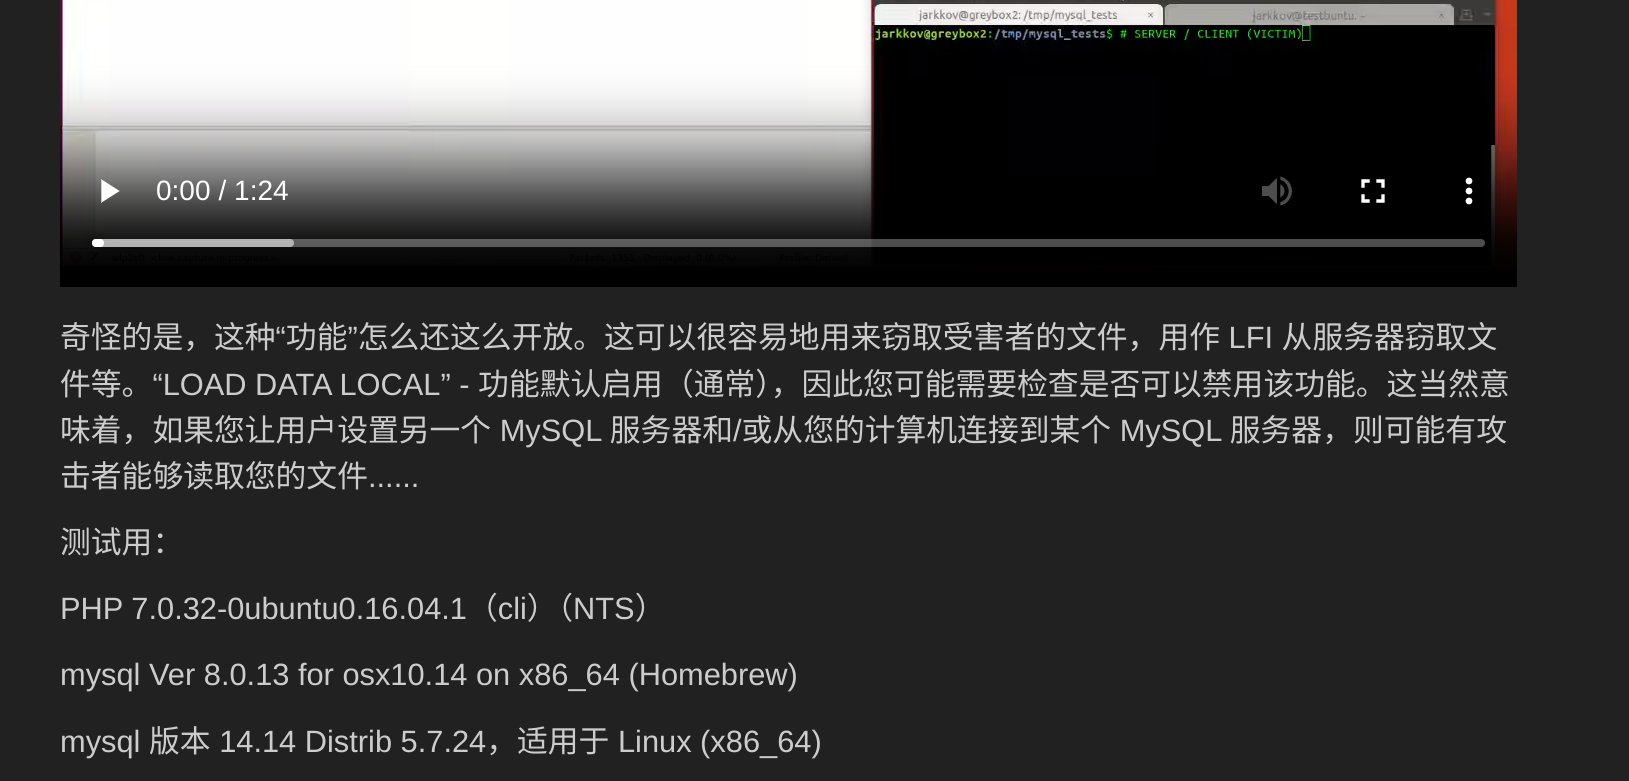 jarkkov@greybox2: /tmp/mysql_tests × jarkkov@testbuntu: ~ ×
jarkkov@greybox2:/tmp/mysql_tests$ # SERVER / CLIENT (VICTIM)
0:00 / 1:24
奇怪的是，这种“功能”怎么还这么开放。这可以很容易地用来窃取受害者的文件，用作 LFI 从服务器窃取文
件等。“LOAD DATA LOCAL” - 功能默认启用（通常），因此您可能需要检查是否可以禁用该功能。这当然意
味着，如果您让用户设置另一个 MySQL 服务器和/或从您的计算机连接到某个 MySQL 服务器，则可能有攻
击者能够读取您的文件......
测试用：
PHP 7.0.32-0ubuntu0.16.04.1（cli）（NTS）
mysql Ver 8.0.13 for osx10.14 on x86_64 (Homebrew)
mysql 版本 14.14 Distrib 5.7.24，适用于 Linux (x86_64)